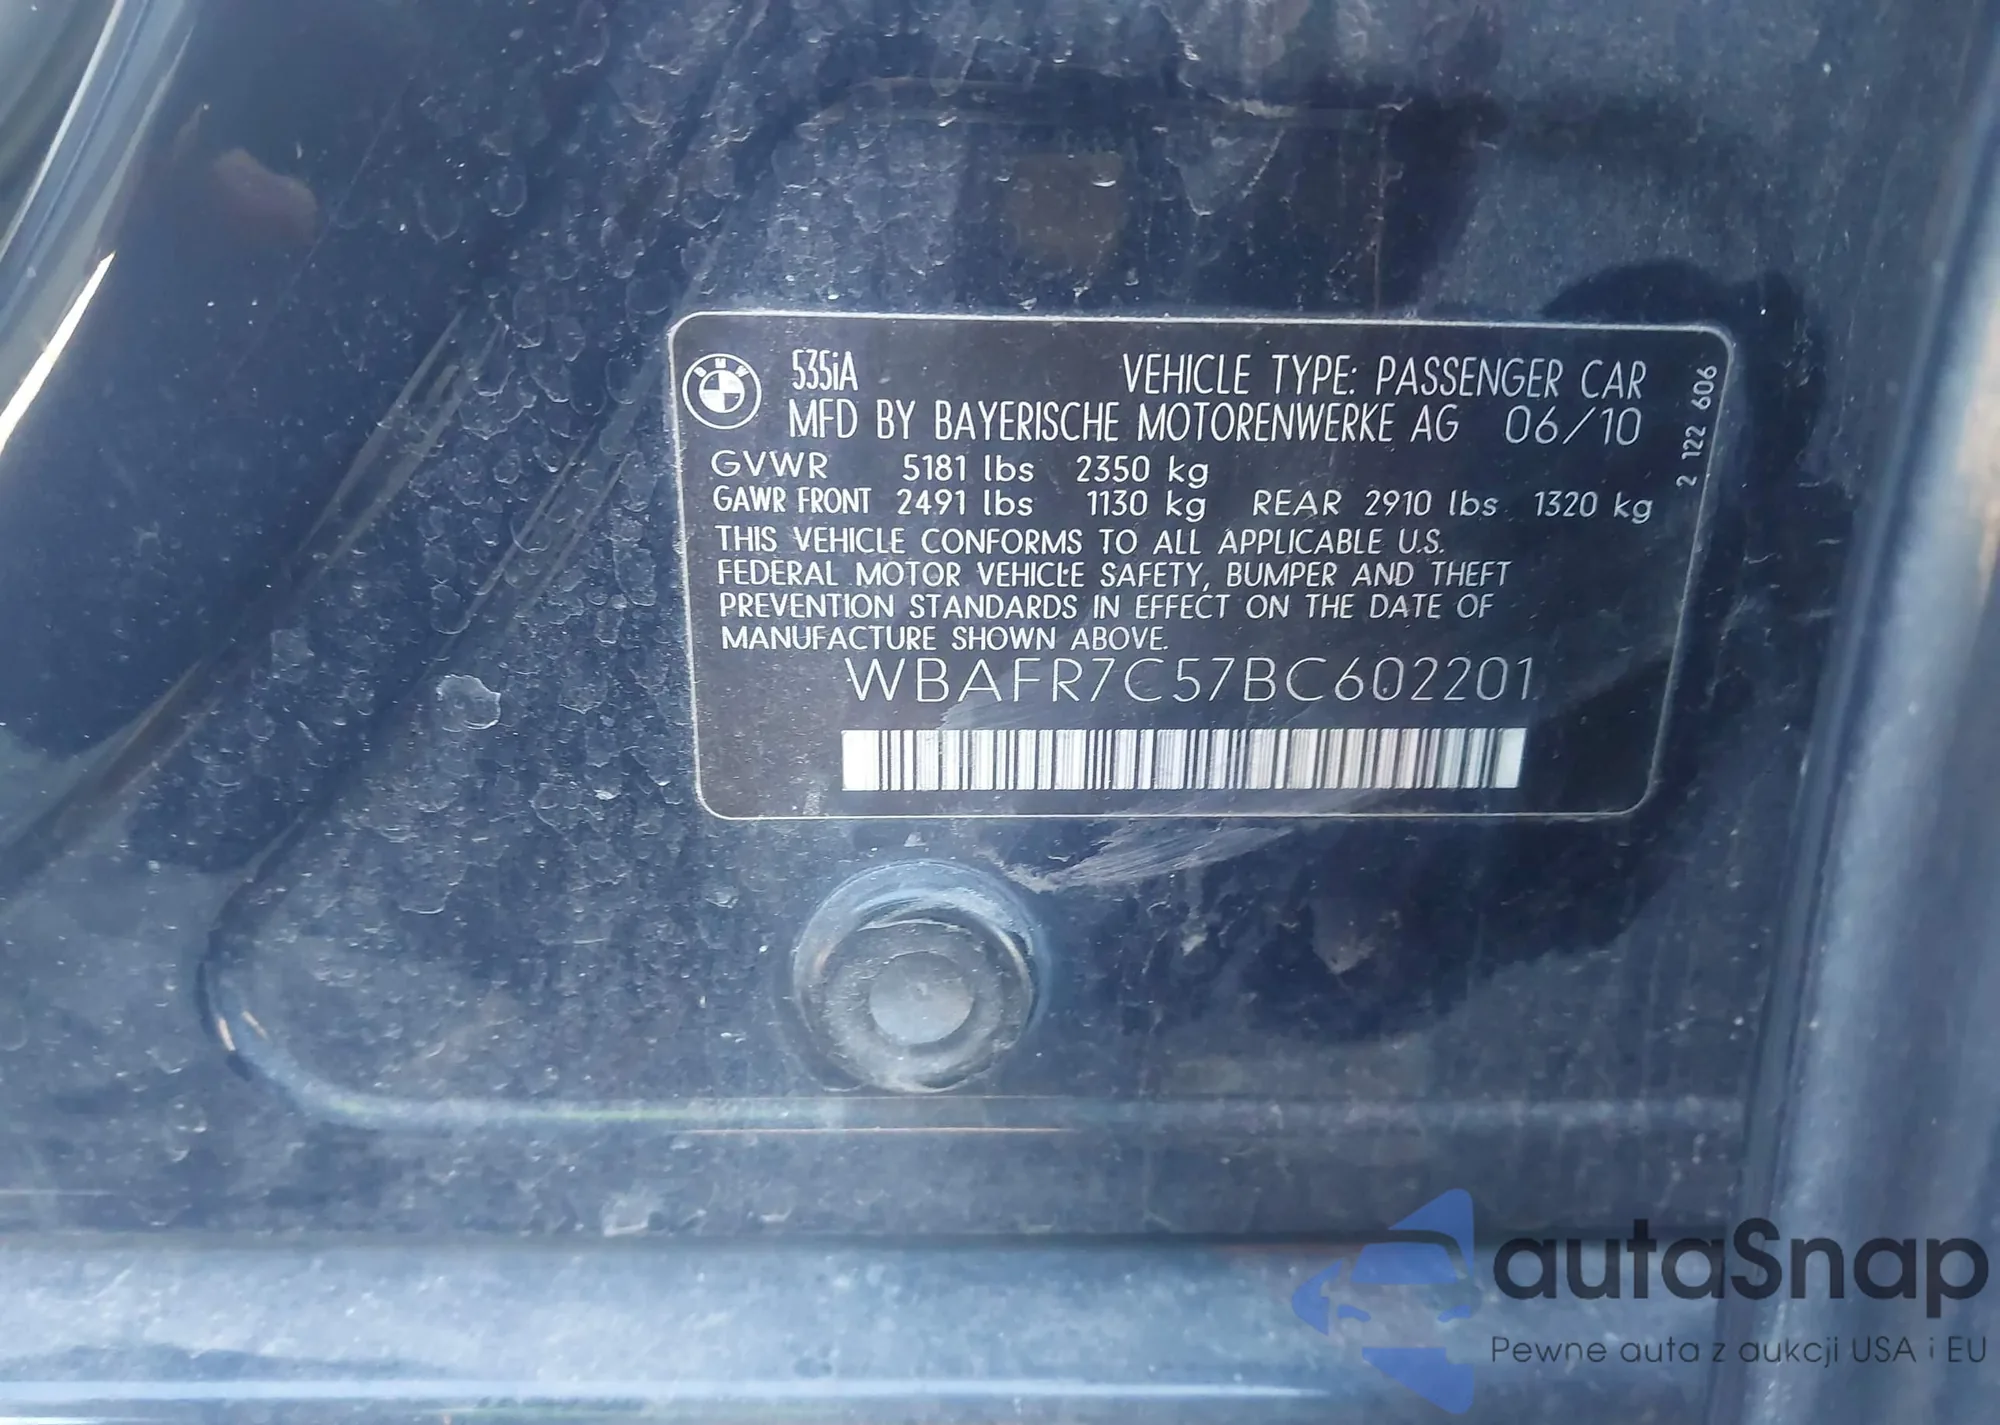 BMW
535iA VEHICLE TYPE: PASSENGER CAR
MFD BY BAYERISCHE MOTORENWERKE AG 06/10
GVWR 5181 lbs 2350 kg
GAWR FRONT 2491 lbs 1130 kg REAR 2910 lbs 1320 kg
THIS VEHICLE CONFORMS TO ALL APPLICABLE U.S.
FEDERAL MOTOR VEHICLE SAFETY, BUMPER AND THEFT
PREVENTION STANDARDS IN EFFECT ON THE DATE OF
MANUFACTURE SHOWN ABOVE.
WBAFR7C57BC602201
2 122 606
autaSnap
Pewne auta z aukcji USA i EU